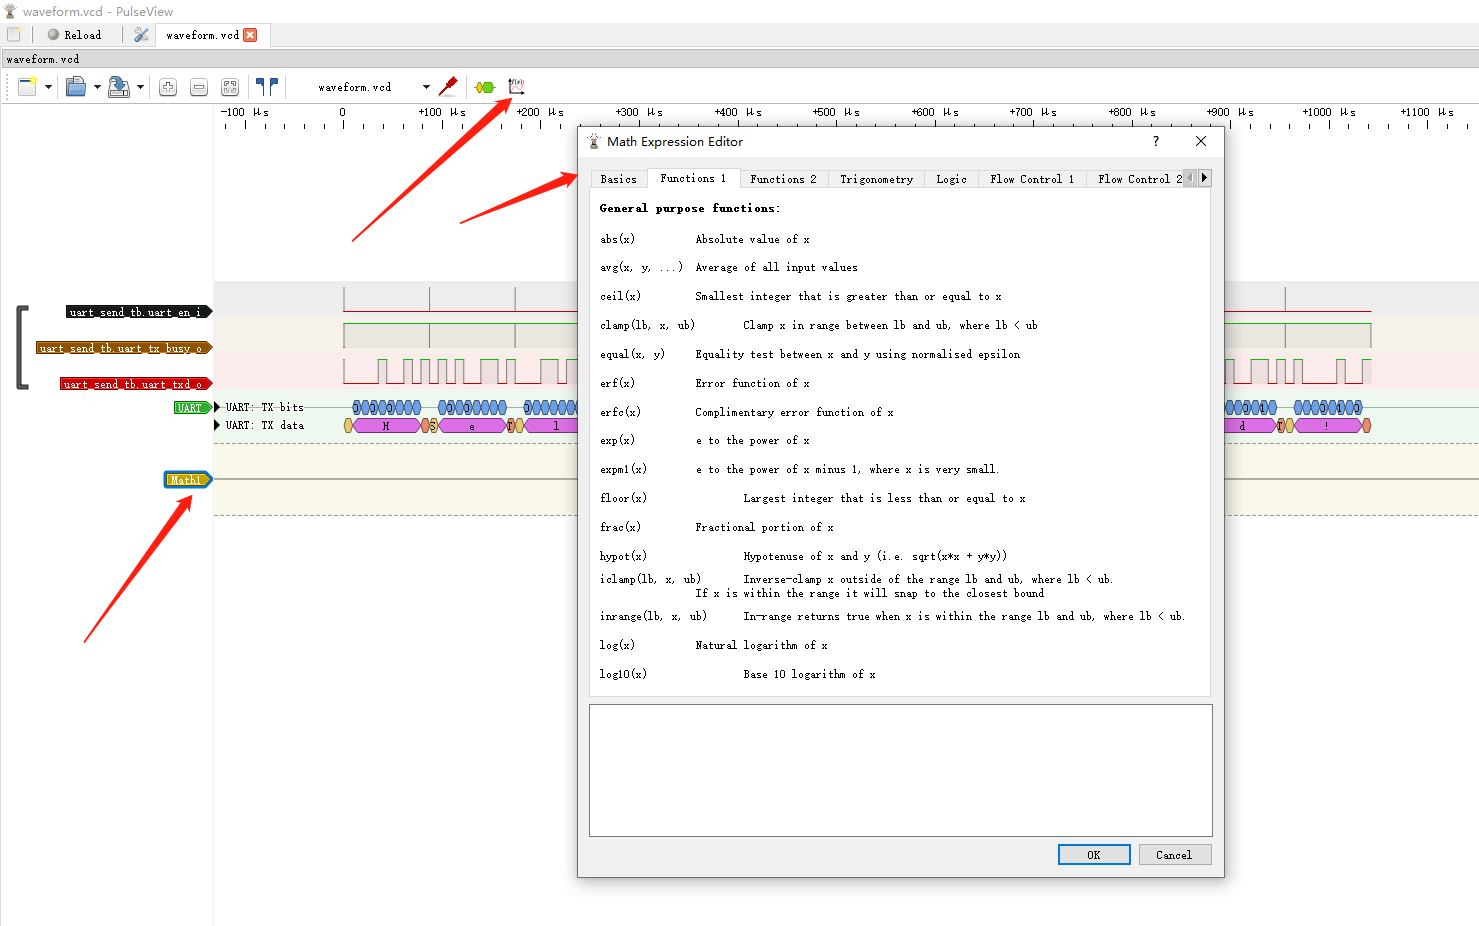 waveform.vcd - PulseView
Reload
waveform.vcd
waveform.vcd
waveform.vcd
f(x)
-100 μs 0 +100 μs +200 μs +300 μs +400 μs +500 μs +600 μs +700 μs +800 μs +900 μs +1000 μs +1100 μs
Math Expression Editor
?
Basics Functions 1 Functions 2 Trigonometry Logic Flow Control 1 Flow Control 2
General purpose functions:
abs(x) Absolute value of x
avg(x, y, ...) Average of all input values
ceil(x) Smallest integer that is greater than or equal to x
clamp(lb, x, ub) Clamp x in range between lb and ub, where lb < ub
equal(x, y) Equality test between x and y using normalised epsilon
erf(x) Error function of x
erfc(x) Complimentary error function of x
exp(x) e to the power of x
expm1(x) e to the power of x minus 1, where x is very small.
floor(x) Largest integer that is less than or equal to x
frac(x) Fractional portion of x
hypot(x) Hypotenuse of x and y (i.e. sqrt(x*x + y*y))
iclamp(lb, x, ub) Inverse-clamp x outside of the range lb and ub, where lb < ub.
If x is within the range it will snap to the closest bound
inrange(lb, x, ub) In-range returns true when x is within the range lb and ub, where lb < ub.
log(x) Natural logarithm of x
log10(x) Base 10 logarithm of x
OK Cancel
uart_send_tb.uart_en_i
uart_send_tb.uart_tx_busy_o
uart_send_tb.uart_txd_o
UART UART: TX bits
UART: TX data H S e T l d T !
Math1